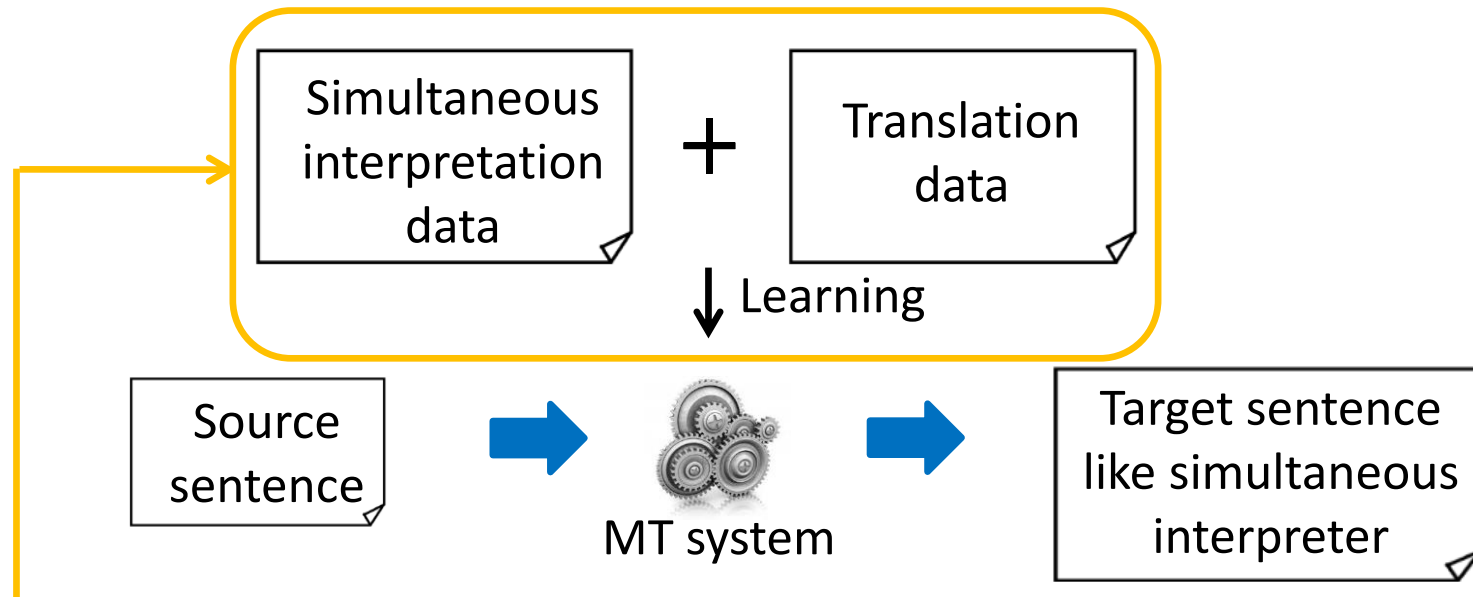 Simultaneous
interpretation
data
+
Translation
data
Learning
Source
sentence
MT system
Target sentence
like simultaneous
interpreter